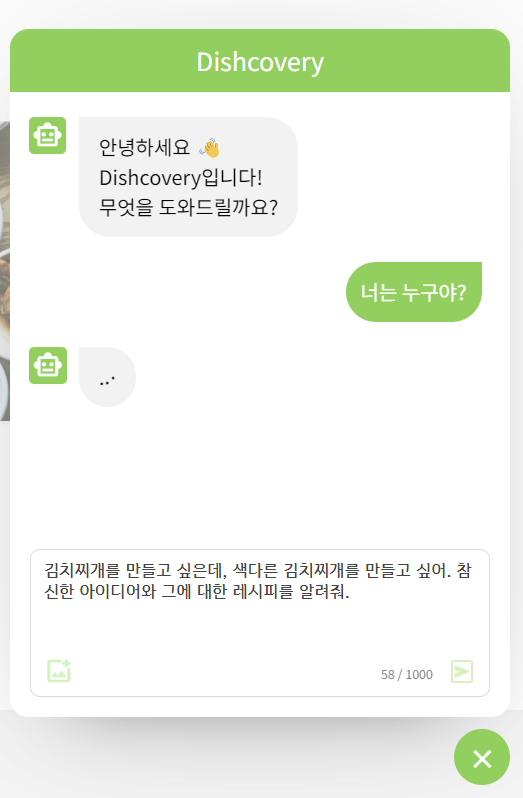 Dishcovery
안녕하세요 👋
Dishcovery입니다!
무엇을 도와드릴까요?
너는 누구야?
...
김치찌개를 만들고 싶은데, 색다른 김치찌개를 만들고 싶어. 참
신한 아이디어와 그에 대한 레시피를 알려줘.
58 / 1000